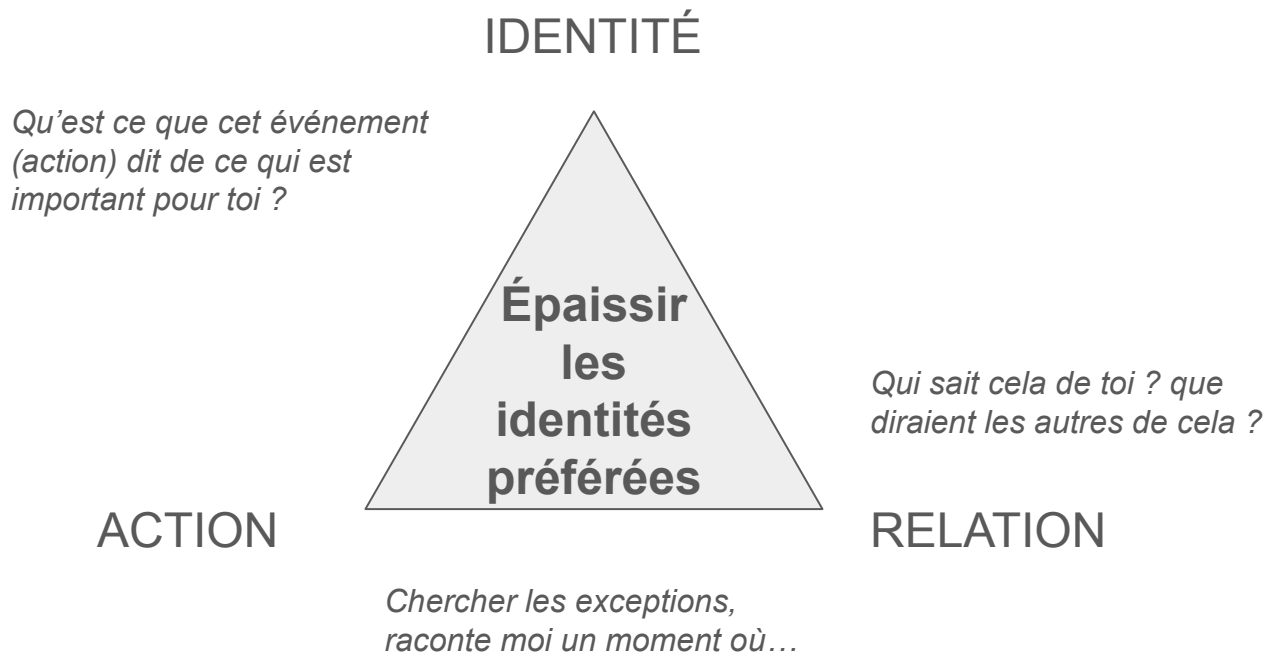 IDENTITÉ
Qu’est ce que cet événement
(action) dit de ce qui est
important pour toi ?
Épaissir
les
identités
préférées
Qui sait cela de toi ? que
diraient les autres de cela ?
ACTION
RELATION
Chercher les exceptions,
raconte moi un moment où…